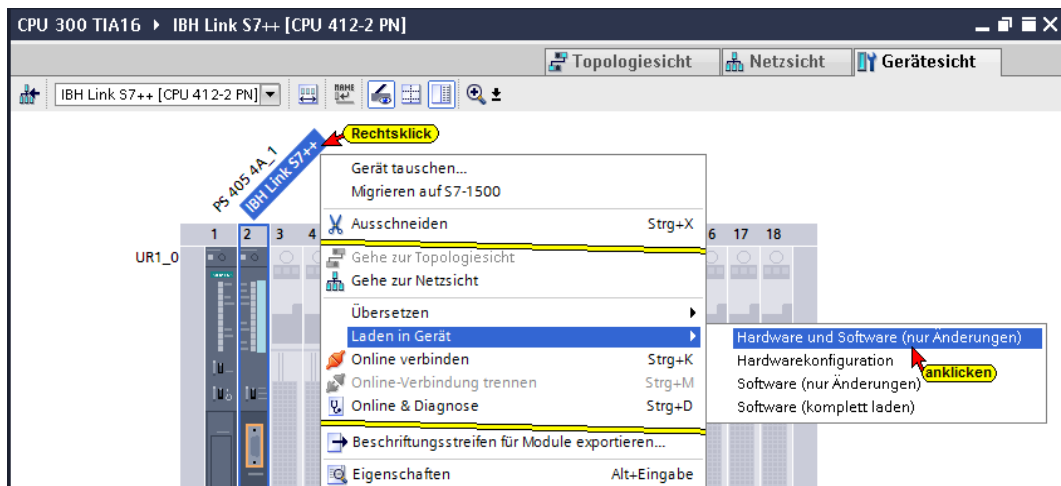 CPU 300 TIA16 ▸ IBH Link S7++ [CPU 412-2 PN]
Topologiesicht Netzsicht Gerätesicht
IBH Link S7++ [CPU 412-2 PN] NAME
Rechtsklick
PS 405 4A_1
IBH Link S7++
Gerät tauschen...
Migrieren auf S7-1500
Ausschneiden Strg+X
1 2 3 4 6 17 18
UR1_0
Gehe zur Topologiesicht
Gehe zur Netzsicht
Übersetzen
Laden in Gerät
Hardware und Software (nur Änderungen)
Online verbinden Strg+K
Hardwarekonfiguration
anklicken
Online-Verbindung trennen Strg+M
Software (nur Änderungen)
Online & Diagnose Strg+D
Software (komplett laden)
Beschriftungsstreifen für Module exportieren...
Eigenschaften Alt+Eingabe